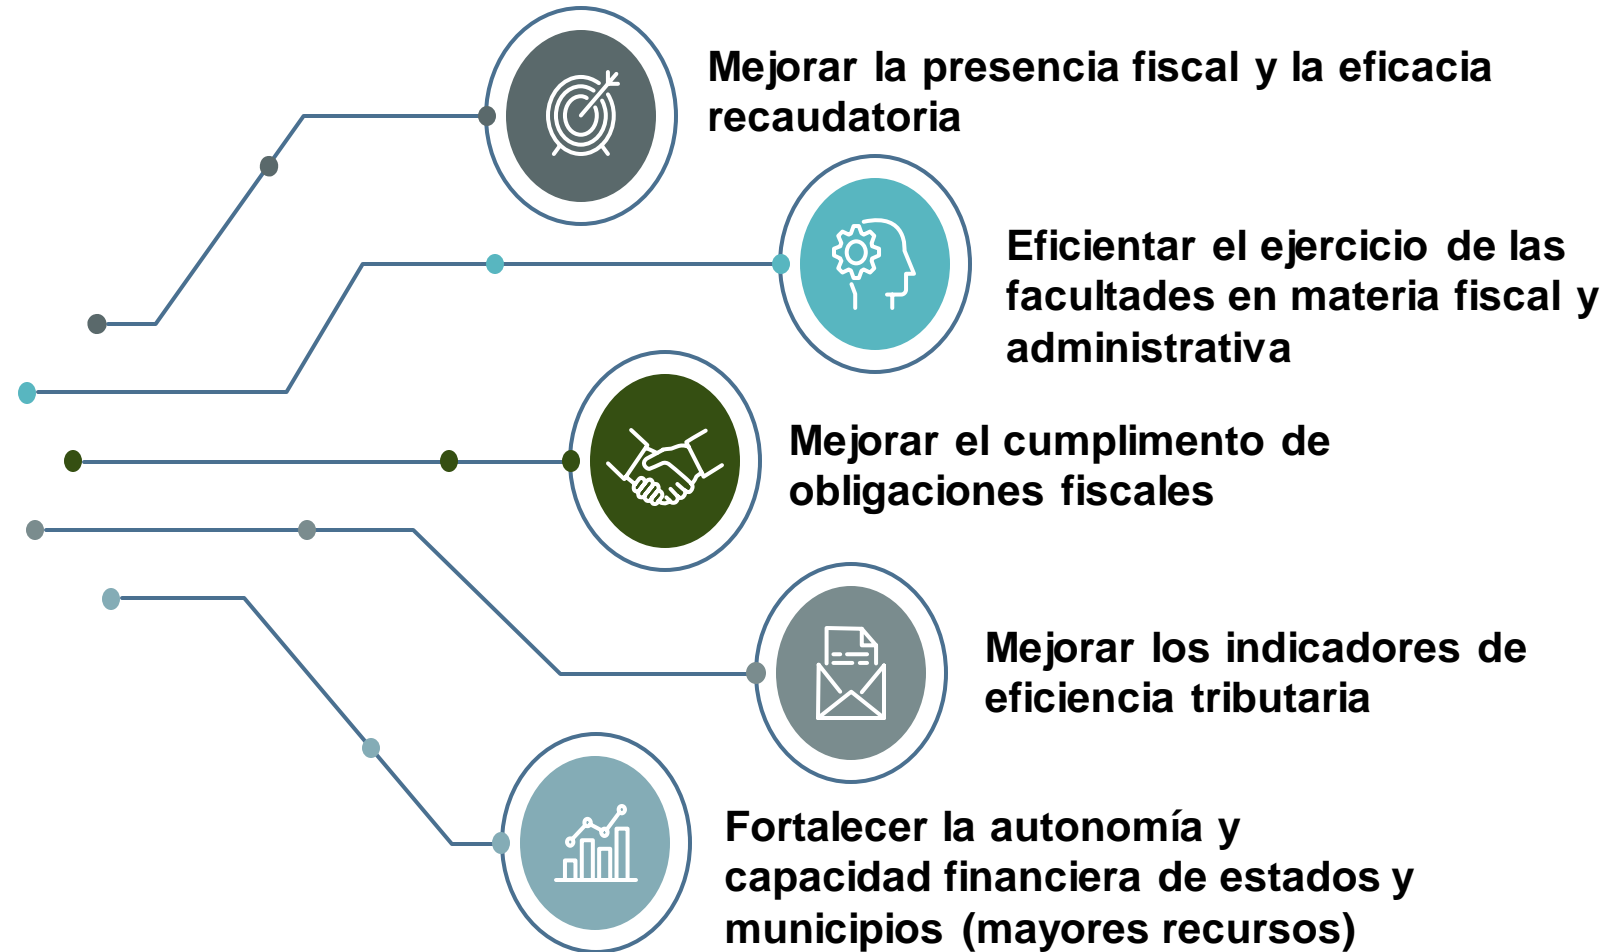 Mejorar la presencia fiscal y la eficacia
recaudatoria
Eficientar el ejercicio de las
facultades en materia fiscal y
administrativa
Mejorar el cumplimento de
obligaciones fiscales
Mejorar los indicadores de
eficiencia tributaria
Fortalecer la autonomía y
capacidad financiera de estados y
municipios (mayores recursos)